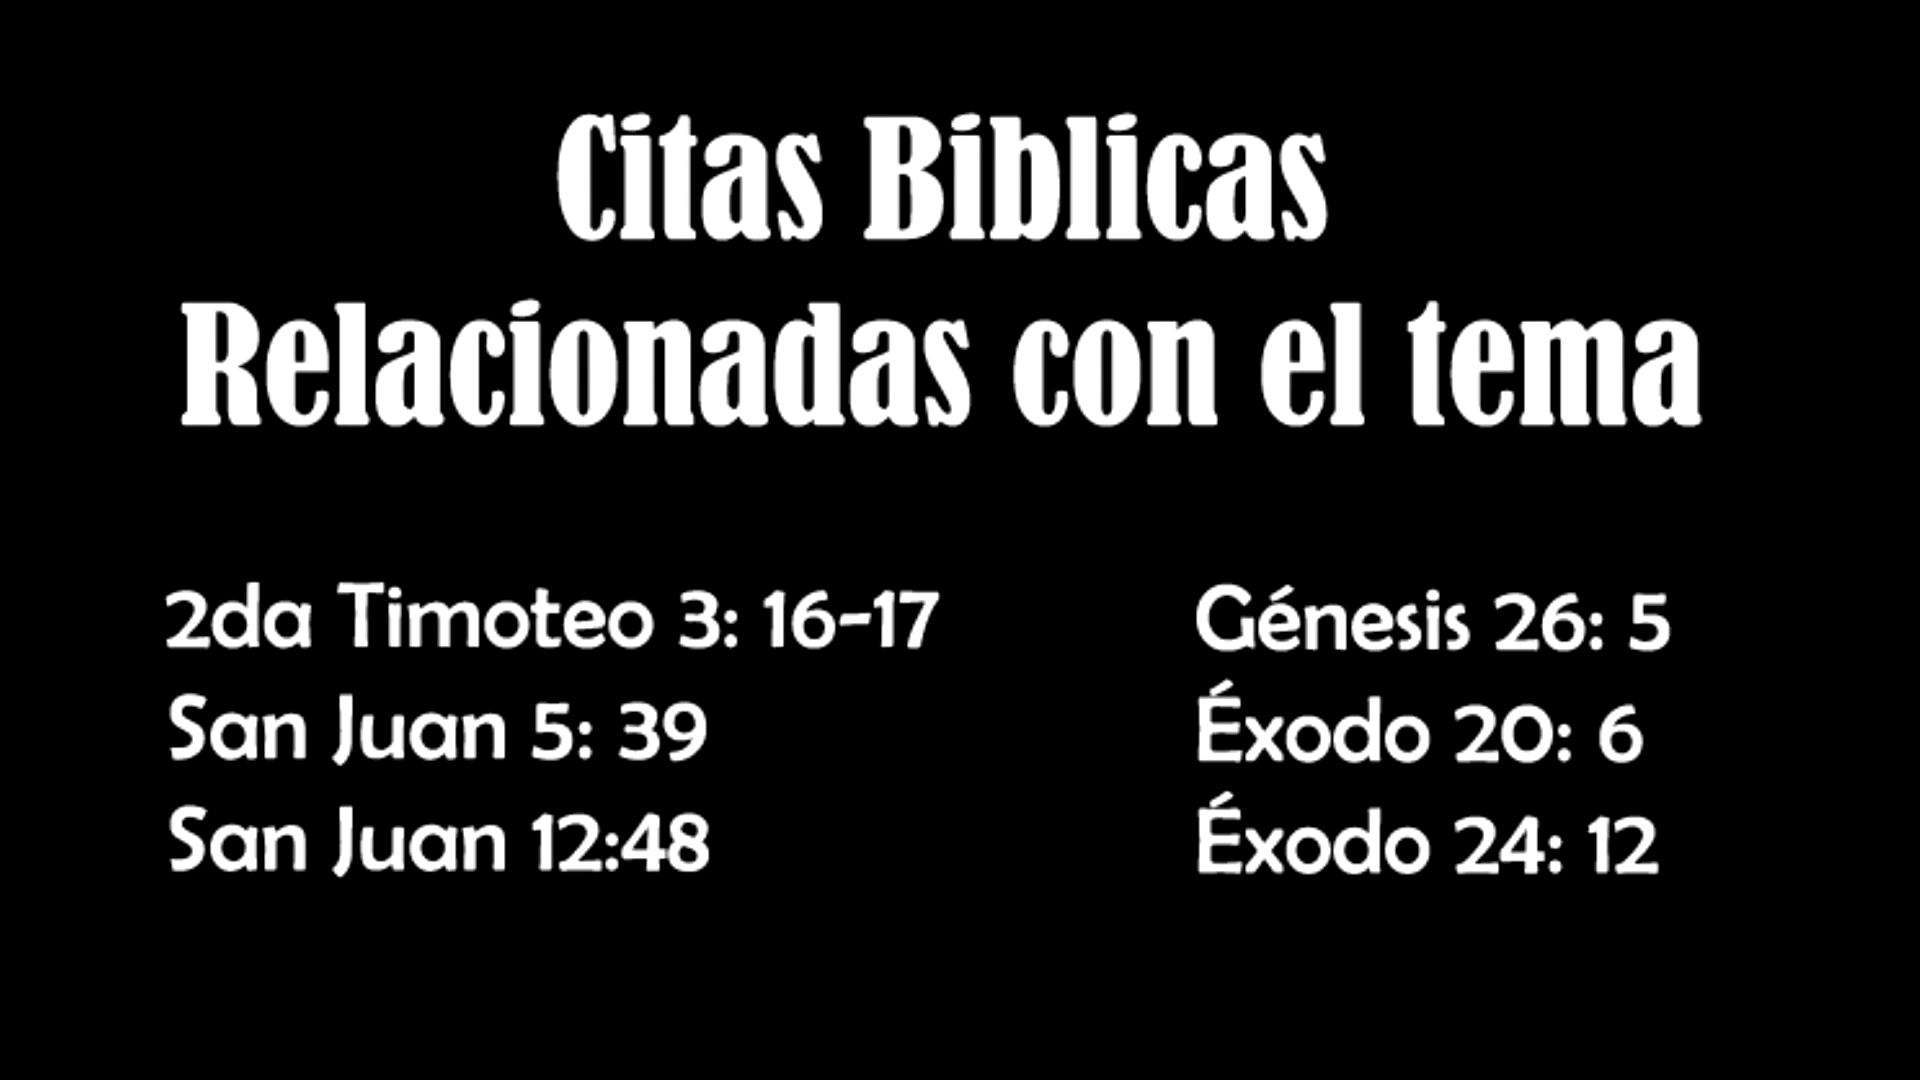 Citas Biblicas
Relacionadas con el tema
2da Timoteo 3: 16-17
San Juan 5: 39
San Juan 12:48
Génesis 26: 5
Éxodo 20: 6
Éxodo 24: 12